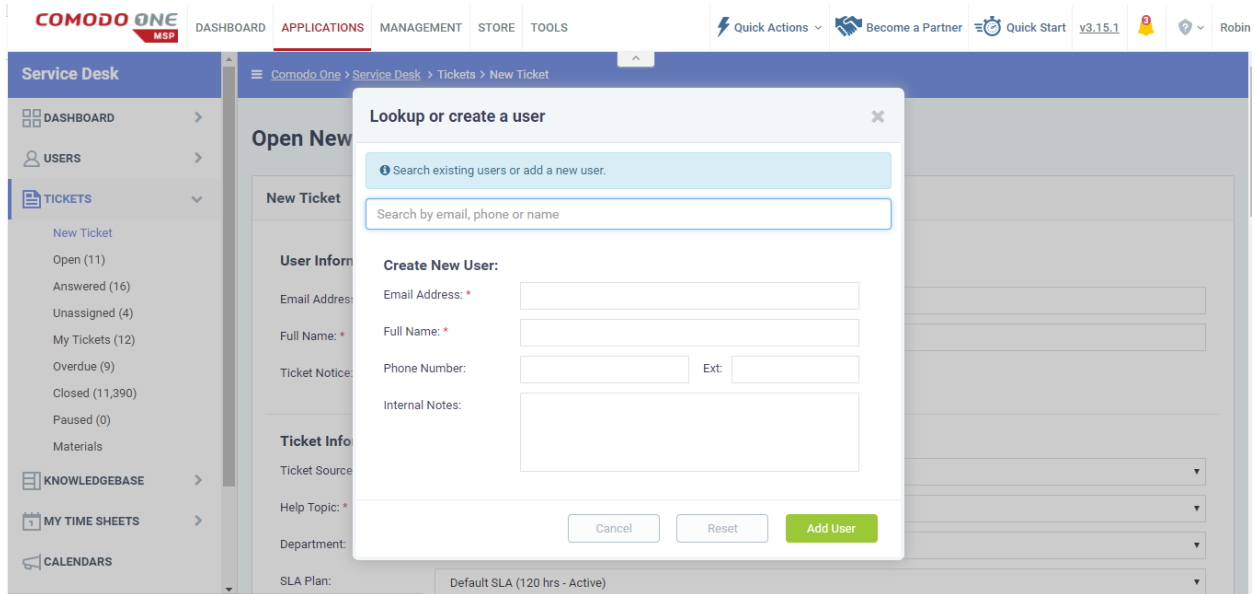 COMODO ONE
MSP
DASHBOARD APPLICATIONS MANAGEMENT STORE TOOLS
Quick Actions Become a Partner Quick Start v3.15.1 3 ? Robin
Service Desk
Comodo One > Service Desk > Tickets > New Ticket
DASHBOARD
USERS
TICKETS
New Ticket
Open (11)
Answered (16)
Unassigned (4)
My Tickets (12)
Overdue (9)
Closed (11,390)
Paused (0)
Materials
KNOWLEDGEBASE
1 MY TIME SHEETS
CALENDARS
Open New
New Ticket
User Inform
Email Address
Full Name: *
Ticket Notice:
Ticket Info
Ticket Source
Help Topic: *
Department:
SLA Plan: Default SLA (120 hrs - Active)
Lookup or create a user
Search existing users or add a new user.
Search by email, phone or name
Create New User:
Email Address: *
Full Name: *
Phone Number: Ext:
Internal Notes:
Cancel Reset Add User